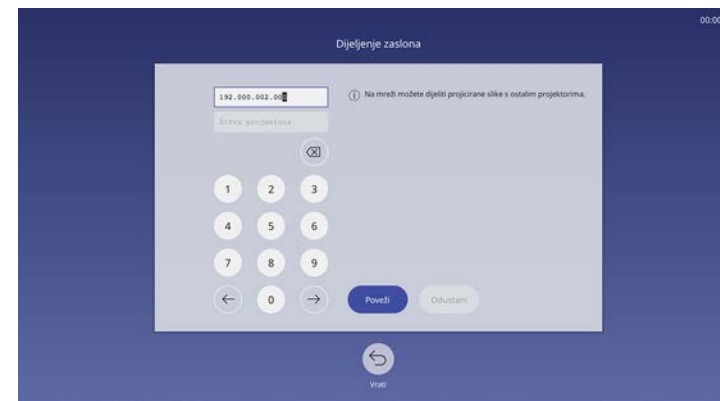 00:00
Dijeljenje zaslona
192.000.002.00
Na mreži možete dijeliti projicirane slike s ostalim projektorima.
Šifra projektora
1 2 3
4 5 6
7 8 9
0
Poveži Odustani
Vrati